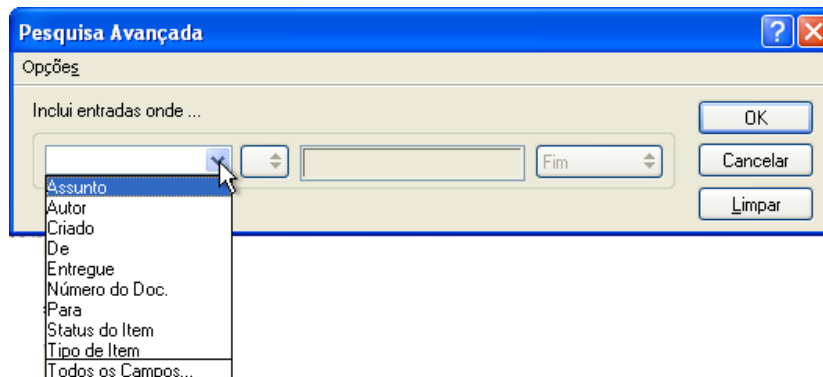 Pesquisa Avançada
Opções
Inclui entradas onde ...
OK
Fim
Cancelar
Limpar
Assunto
Autor
Criado
De
Entregue
Número do Doc.
Para
Status do Item
Tipo de Item
Todos os Campos...